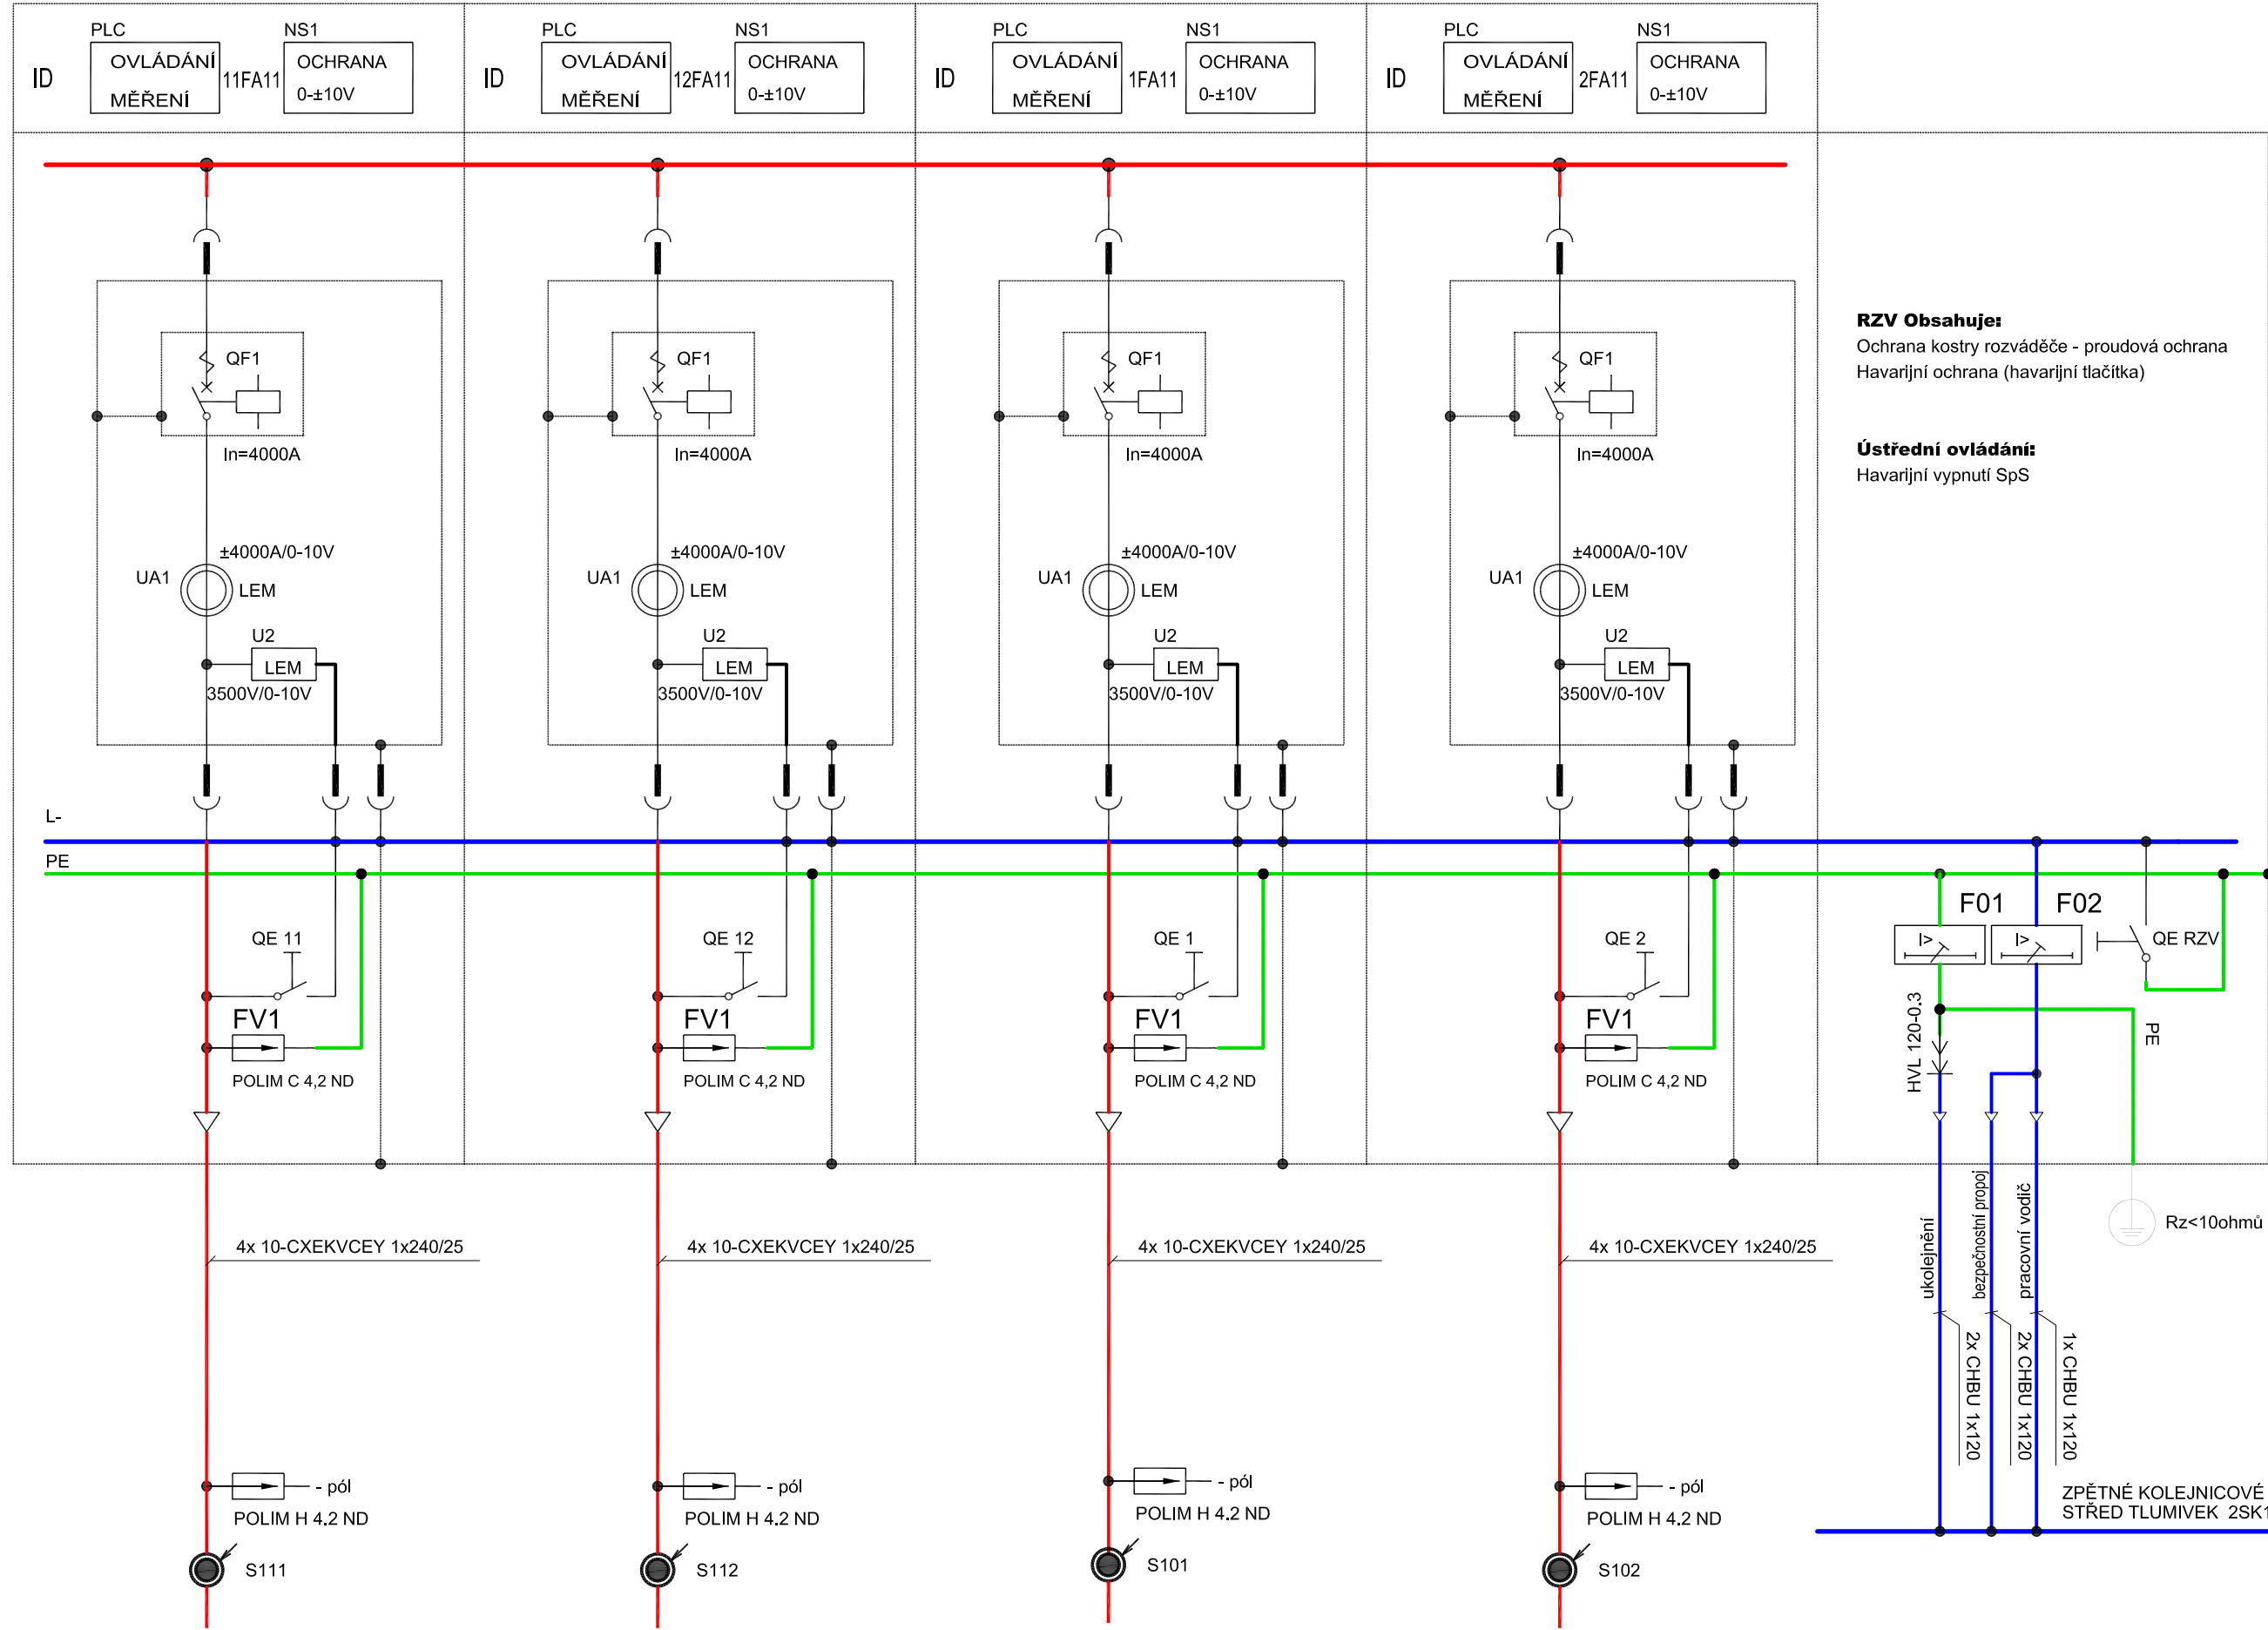 PLC
NS1
ID
OVLÁDÁNÍ
MĚŘENÍ
11FA11
OCHRANA
0-±10V
PLC
NS1
ID
OVLÁDÁNÍ
MĚŘENÍ
12FA11
OCHRANA
0-±10V
PLC
NS1
ID
OVLÁDÁNÍ
MĚŘENÍ
1FA11
OCHRANA
0-±10V
PLC
NS1
ID
OVLÁDÁNÍ
MĚŘENÍ
2FA11
OCHRANA
0-±10V
QF1
In=4000A
±4000A/0-10V
UA1
LEM
U2
LEM
3500V/0-10V
QF1
In=4000A
±4000A/0-10V
UA1
LEM
U2
LEM
3500V/0-10V
QF1
In=4000A
±4000A/0-10V
UA1
LEM
U2
LEM
3500V/0-10V
QF1
In=4000A
±4000A/0-10V
UA1
LEM
U2
LEM
3500V/0-10V
RZV Obsahuje:
Ochrana kostry rozváděče - proudová ochrana
Havarijní ochrana (havarijní tlačítka)
Ústřední ovládání:
Havarijní vypnutí SpS
L-
PE
QE 11
FV1
POLIM C 4,2 ND
QE 12
FV1
POLIM C 4,2 ND
QE 1
FV1
POLIM C 4,2 ND
QE 2
FV1
POLIM C 4,2 ND
F01
I>
F02
I>
QE RZV
HVL 120-0.3
PE
4x 10-CXEKVCEY 1x240/25
4x 10-CXEKVCEY 1x240/25
4x 10-CXEKVCEY 1x240/25
4x 10-CXEKVCEY 1x240/25
ukolejnění
bezpečnostní propoj
pracovní vodič
Rz<10ohmů
2x CHBU 1x120
2x CHBU 1x120
1x CHBU 1x120
- pól
POLIM H 4.2 ND
S111
- pól
POLIM H 4.2 ND
S112
- pól
POLIM H 4.2 ND
S101
- pól
POLIM H 4.2 ND
S102
ZPĚTNÉ KOLEJNICOVÉ
STŘED TLUMIVEK 2SK1